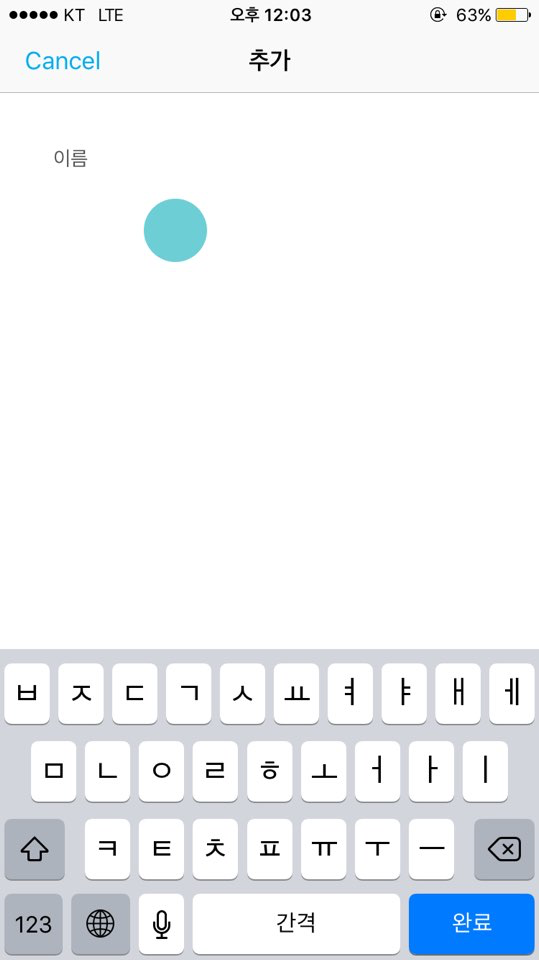 KT LTE 오후 12:03 63%
Cancel 추가
이름
ㅂ ㅈ ㄷ ㄱ ㅅ ㅛ ㅕ ㅑ ㅐ ㅔ
ㅁ ㄴ ㅇ ㄹ ㅎ ㅗ ㅓ ㅏ ㅣ
ㅋ ㅌ ㅊ ㅍ ㅠ ㅜ ㅡ
123 간격 완료